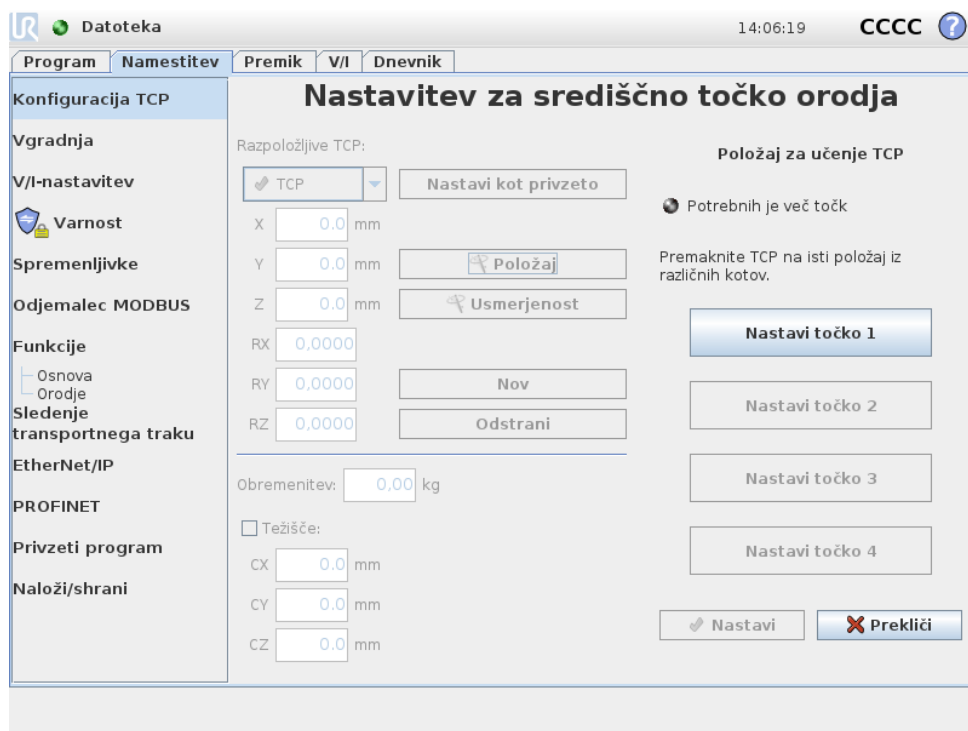 UR Datoteka 14:06:19 CCCC ?
Program Namestitev Premik V/I Dnevnik
Konfiguracija TCP
Vgradnja
V/I-nastavitev
Varnost
Spremenljivke
Odjemalec MODBUS
Funkcije
Osnova
Orodje
Sledenje
transportnega traku
EtherNet/IP
PROFINET
Privzeti program
Naloži/shrani
Nastavitev za središčno točko orodja
Razpoložljive TCP:
TCP Nastavi kot privzeto
X 0.0 mm
Y 0.0 mm Položaj
Z 0.0 mm Usmerjenost
RX 0,0000
RY 0,0000 Nov
RZ 0,0000 Odstrani
Obremenitev: 0,00 kg
Težišče:
CX 0.0 mm
CY 0.0 mm
CZ 0.0 mm
Položaj za učenje TCP
Potrebnih je več točk
Premaknite TCP na isti položaj iz
različnih kotov.
Nastavi točko 1
Nastavi točko 2
Nastavi točko 3
Nastavi točko 4
Nastavi Prekliči